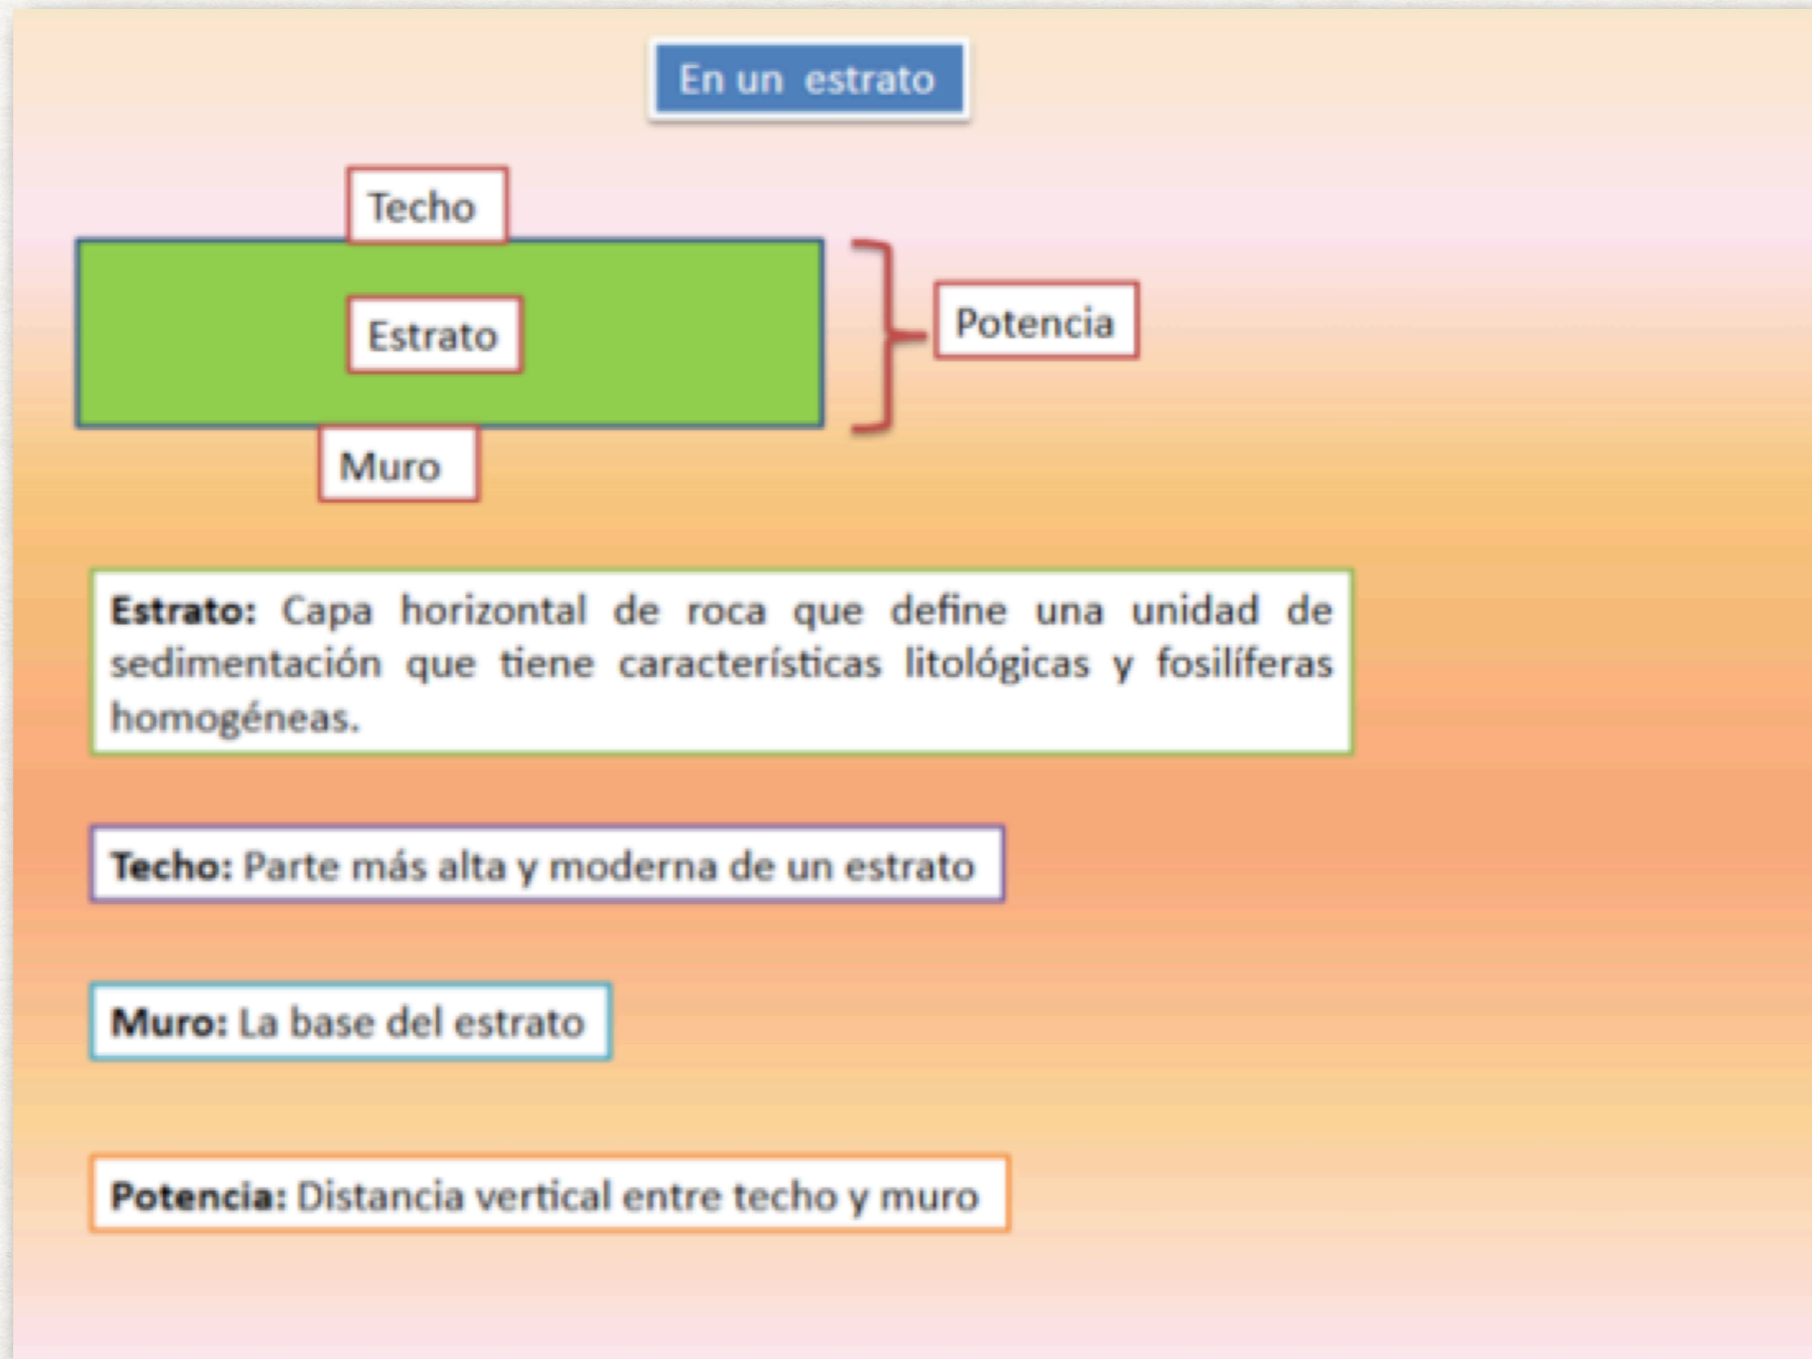 En un estrato
Techo
Estrato
Potencia
Muro
Estrato: Capa horizontal de roca que define una unidad de
sedimentación que tiene características litológicas y fosilíferas
homogéneas.
Techo: Parte más alta y moderna de un estrato
Muro: La base del estrato
Potencia: Distancia vertical entre techo y muro